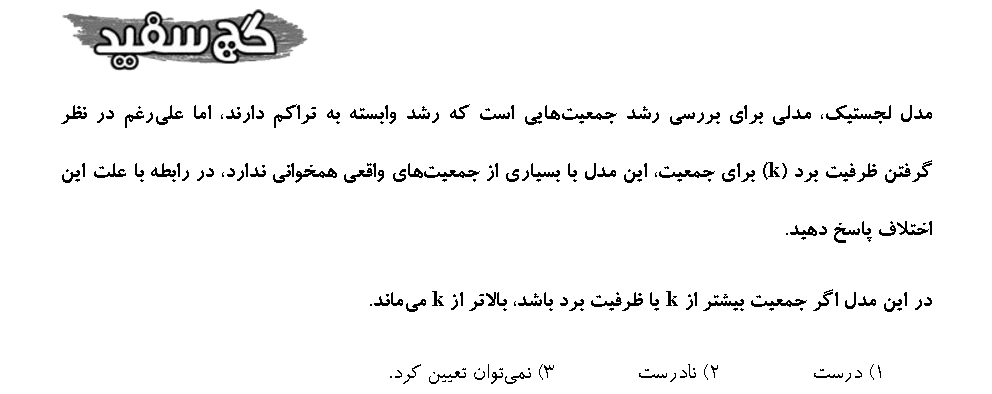 گچ سفید
مدل لجستیک، مدلی برای بررسی رشد جمعیت‌هایی است که رشد وابسته به تراکم دارند، اما علی‌رغم در نظر
گرفتن ظرفیت برد (k) برای جمعیت، این مدل با بسیاری از جمعیت‌های واقعی همخوانی ندارد، در رابطه با علت این
اختلاف پاسخ دهید.
در این مدل اگر جمعیت بیشتر از k یا ظرفیت برد باشد، بالاتر از k می‌ماند.
۱) درست ۲) نادرست ۳) نمی‌توان تعیین کرد.